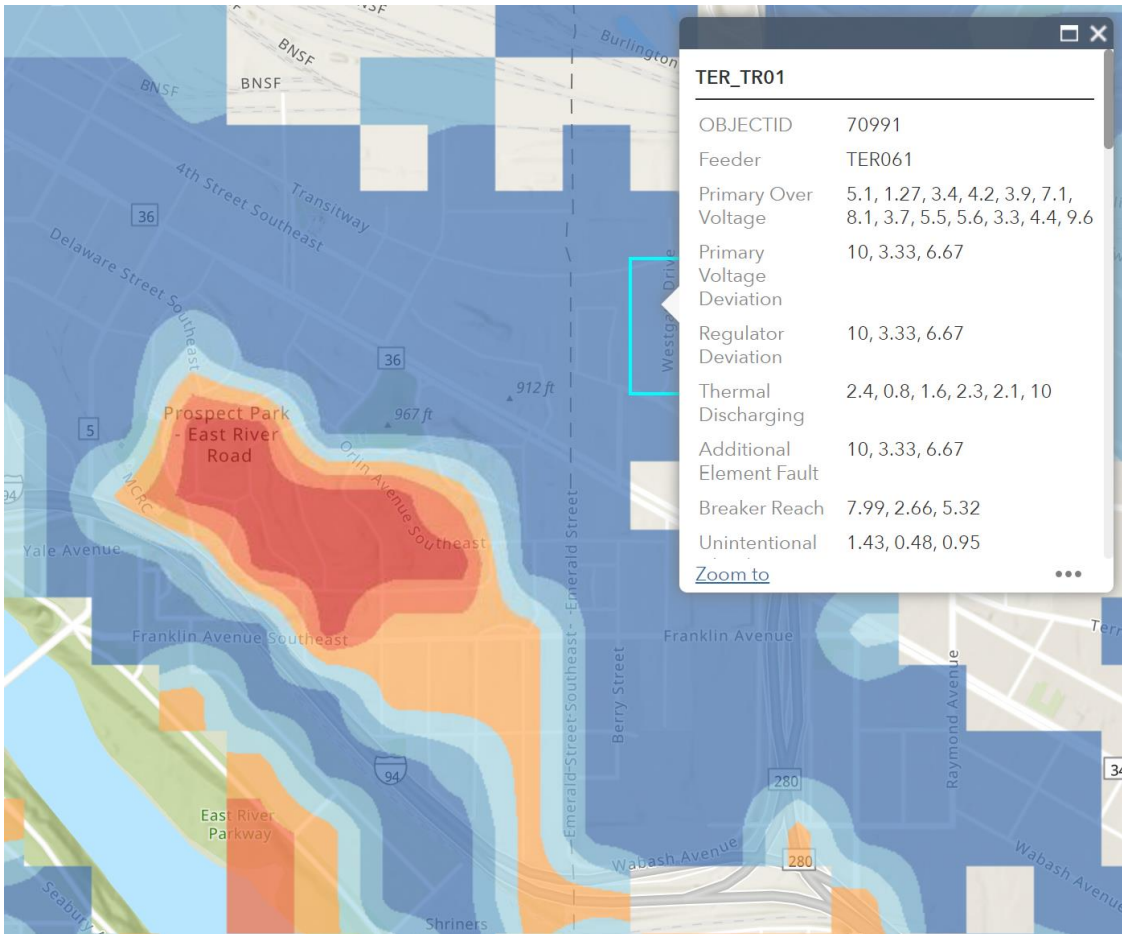 BNSF
BNSF
BNSF
Burlington
4th Street Southeast
Transitway
36
Delaware Street Southeast
36
912 ft
967 ft
Prospect Park
- East River
Road
5
94
MCRC
Orlin Avenue Southeast
Yale Avenue
Franklin Avenue Southeast
Emerald Street Southeast
Emerald Street
Berry Street
Franklin Avenue
Raymond Avenue
Terr
34
94
280
280
East River
Parkway
Wabash Avenue
Wabash Avenue
Seabury A
Shriners
TER_TR01
OBJECTID 70991
Feeder TER061
Primary Over 5.1, 1.27, 3.4, 4.2, 3.9, 7.1,
Voltage 8.1, 3.7, 5.5, 5.6, 3.3, 4.4, 9.6
Primary 10, 3.33, 6.67
Voltage
Deviation
Regulator 10, 3.33, 6.67
Deviation
Thermal 2.4, 0.8, 1.6, 2.3, 2.1, 10
Discharging
Additional 10, 3.33, 6.67
Element Fault
Breaker Reach 7.99, 2.66, 5.32
Unintentional 1.43, 0.48, 0.95
Zoom to